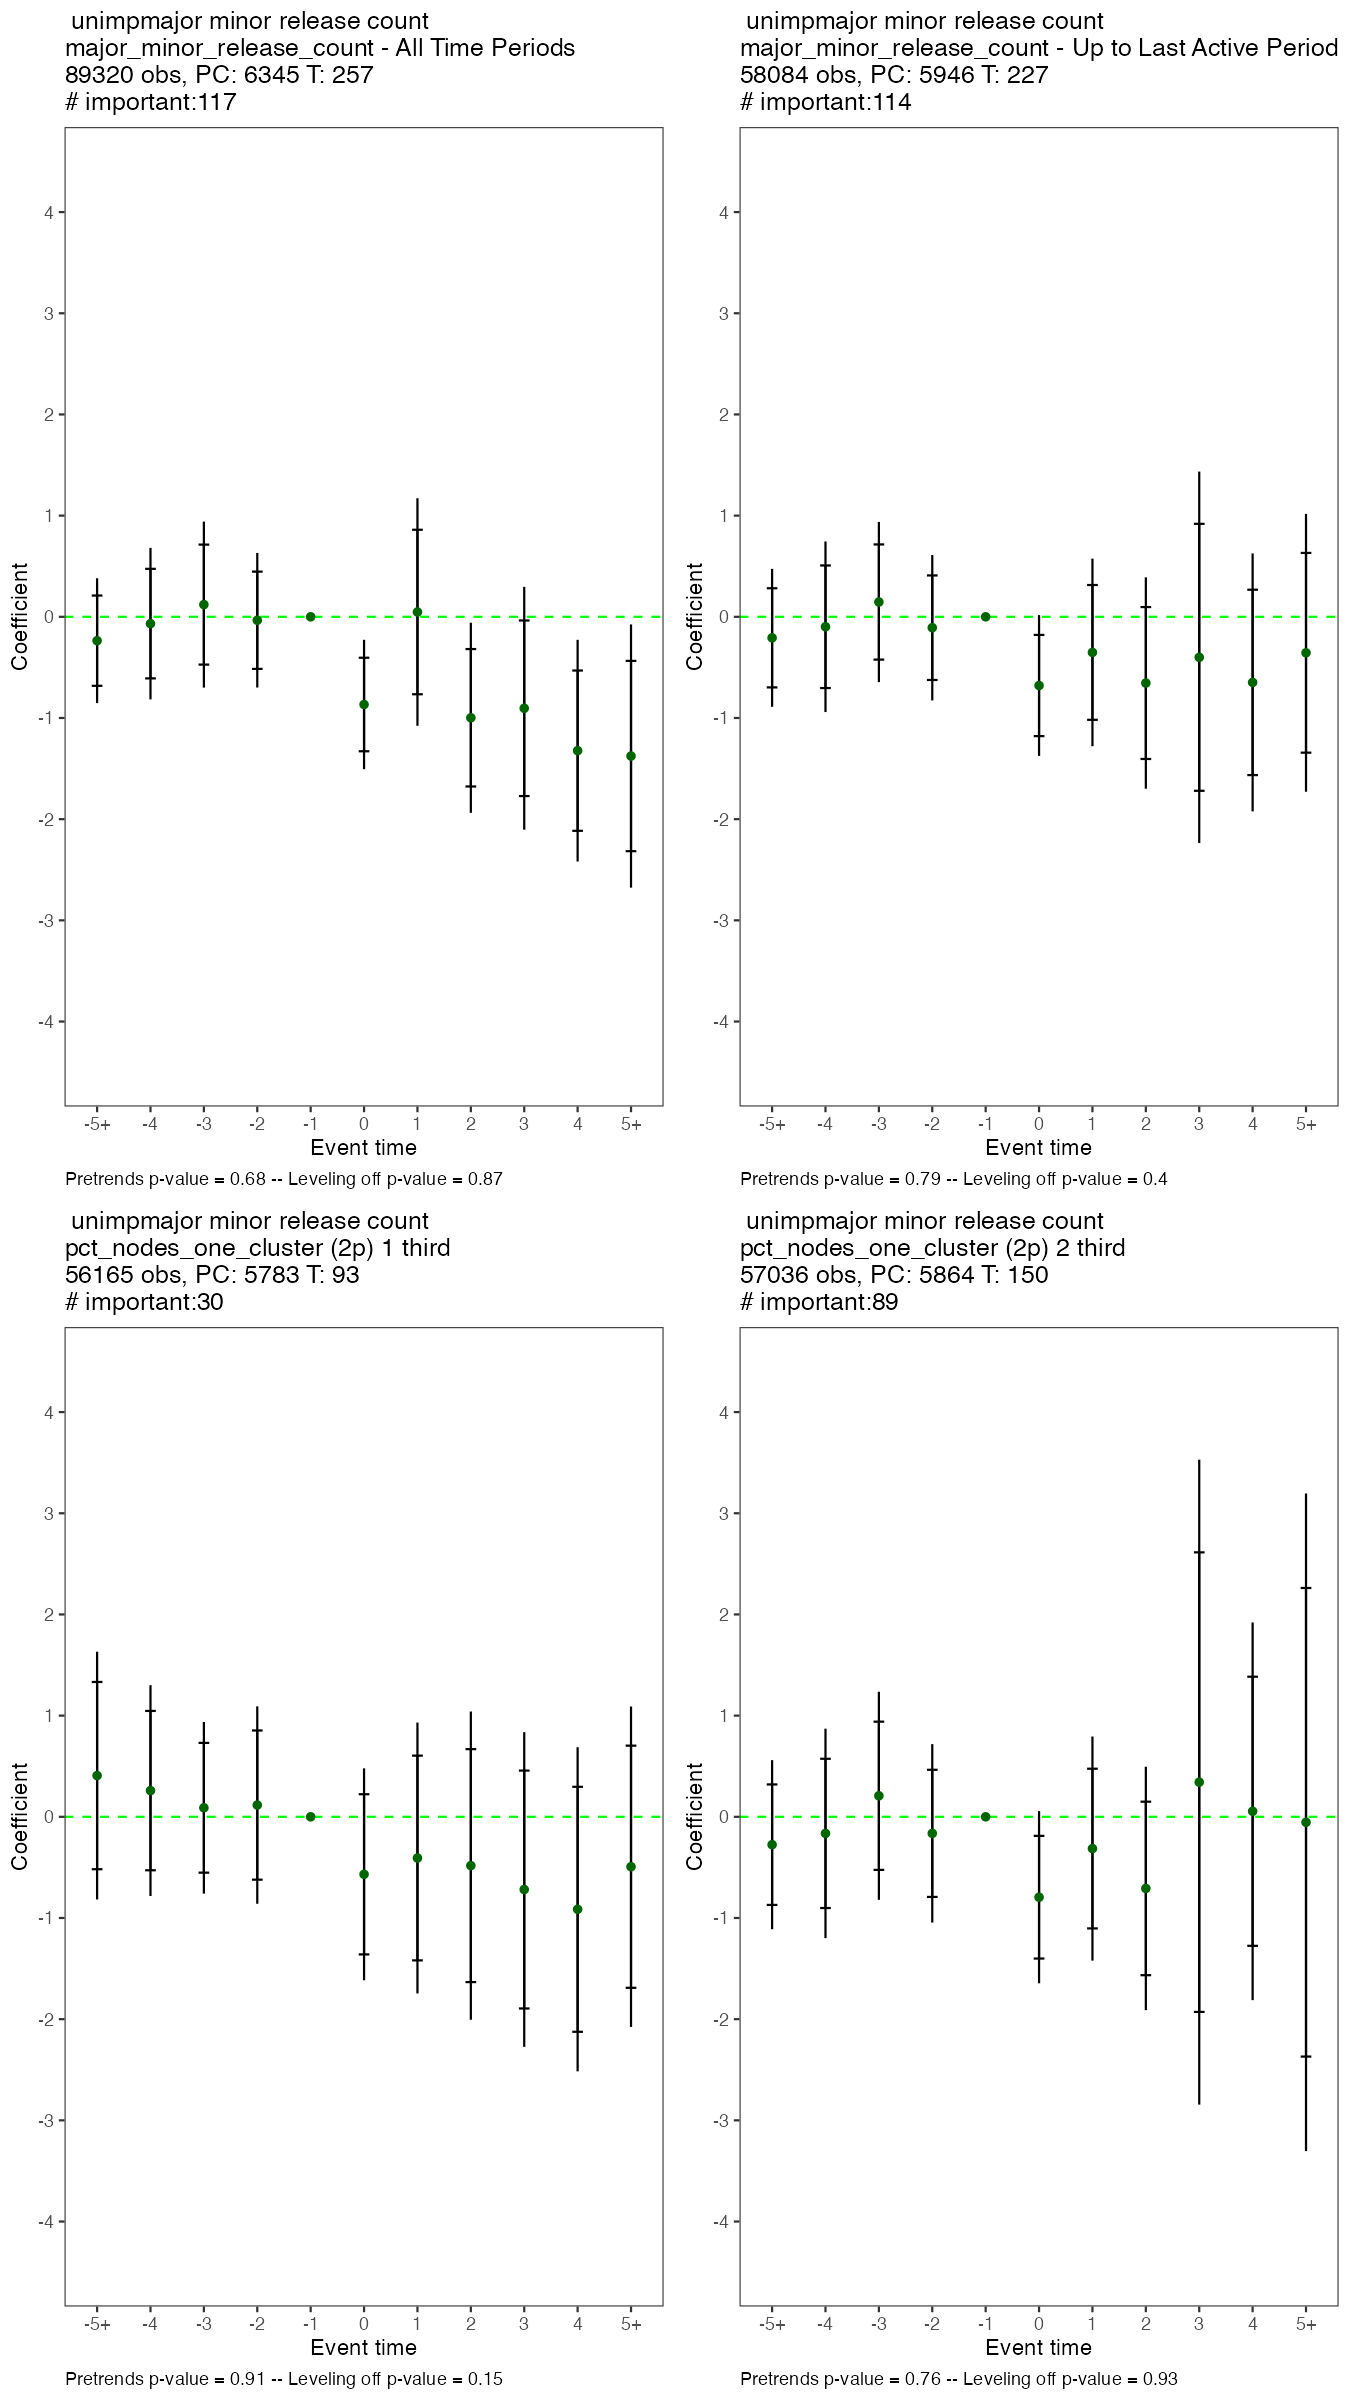 unimpmajor minor release count
major_minor_release_count - All Time Periods
89320 obs, PC: 6345 T: 257
# important:117
4
3
2
1
0
-1
-2
-3
-4
Coefficient
-5+ -4 -3 -2 -1 0 1 2 3 4 5+
Event time
Pretrends p-value = 0.68 -- Leveling off p-value = 0.87
unimpmajor minor release count
major_minor_release_count - Up to Last Active Period
58084 obs, PC: 5946 T: 227
# important:114
4
3
2
1
0
-1
-2
-3
-4
Coefficient
-5+ -4 -3 -2 -1 0 1 2 3 4 5+
Event time
Pretrends p-value = 0.79 -- Leveling off p-value = 0.4
unimpmajor minor release count
pct_nodes_one_cluster (2p) 1 third
56165 obs, PC: 5783 T: 93
# important:30
4
3
2
1
0
-1
-2
-3
-4
Coefficient
-5+ -4 -3 -2 -1 0 1 2 3 4 5+
Event time
Pretrends p-value = 0.91 -- Leveling off p-value = 0.15
unimpmajor minor release count
pct_nodes_one_cluster (2p) 2 third
57036 obs, PC: 5864 T: 150
# important:89
4
3
2
1
0
-1
-2
-3
-4
Coefficient
-5+ -4 -3 -2 -1 0 1 2 3 4 5+
Event time
Pretrends p-value = 0.76 -- Leveling off p-value = 0.93